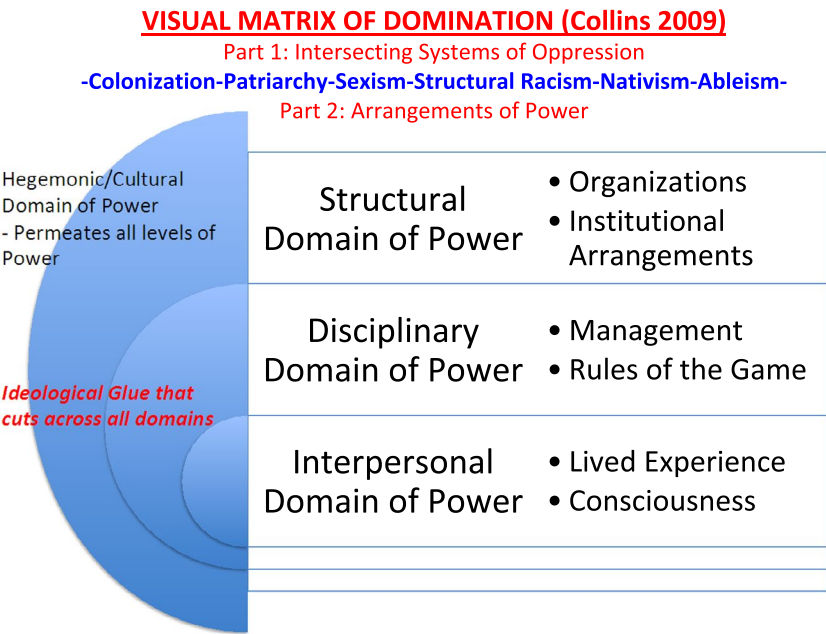 VISUAL MATRIX OF DOMINATION (Collins 2009)
Part 1: Intersecting Systems of Oppression
-Colonization-Patriarchy-Sexism-Structural Racism-Nativism-Ableism-
Part 2: Arrangements of Power
Hegemonic/Cultural
Domain of Power
- Permeates all levels of
Power
Ideological Glue that
cuts across all domains
Structural
Domain of Power
• Organizations
• Institutional
Arrangements
Disciplinary
Domain of Power
• Management
• Rules of the Game
Interpersonal
Domain of Power
• Lived Experience
• Consciousness